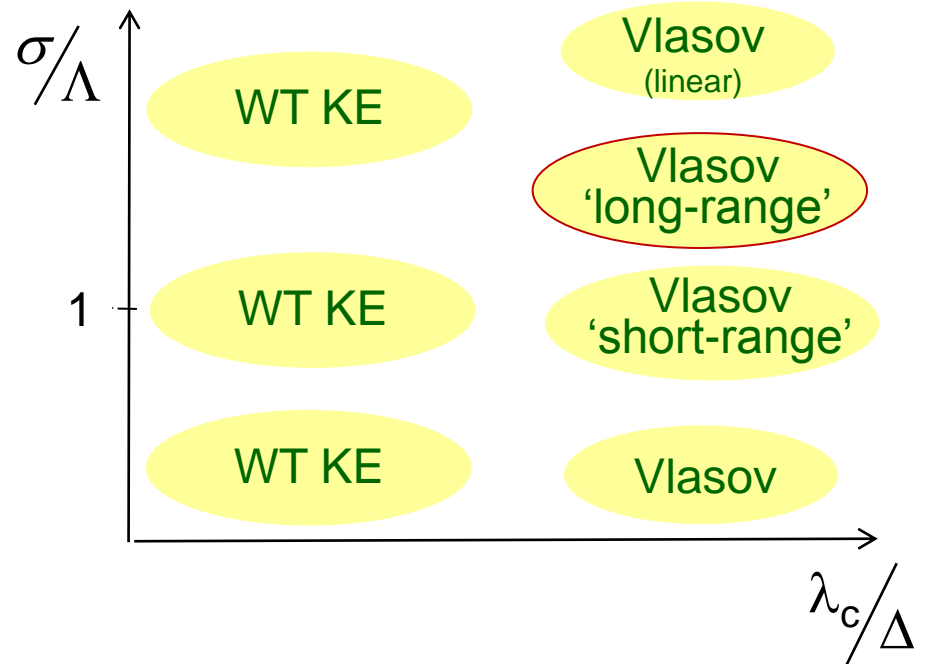 σ/Λ
Vlasov
(linear)
WT KE
Vlasov
‘long-range’
1
WT KE
Vlasov
‘short-range’
WT KE
Vlasov
λc/Δ